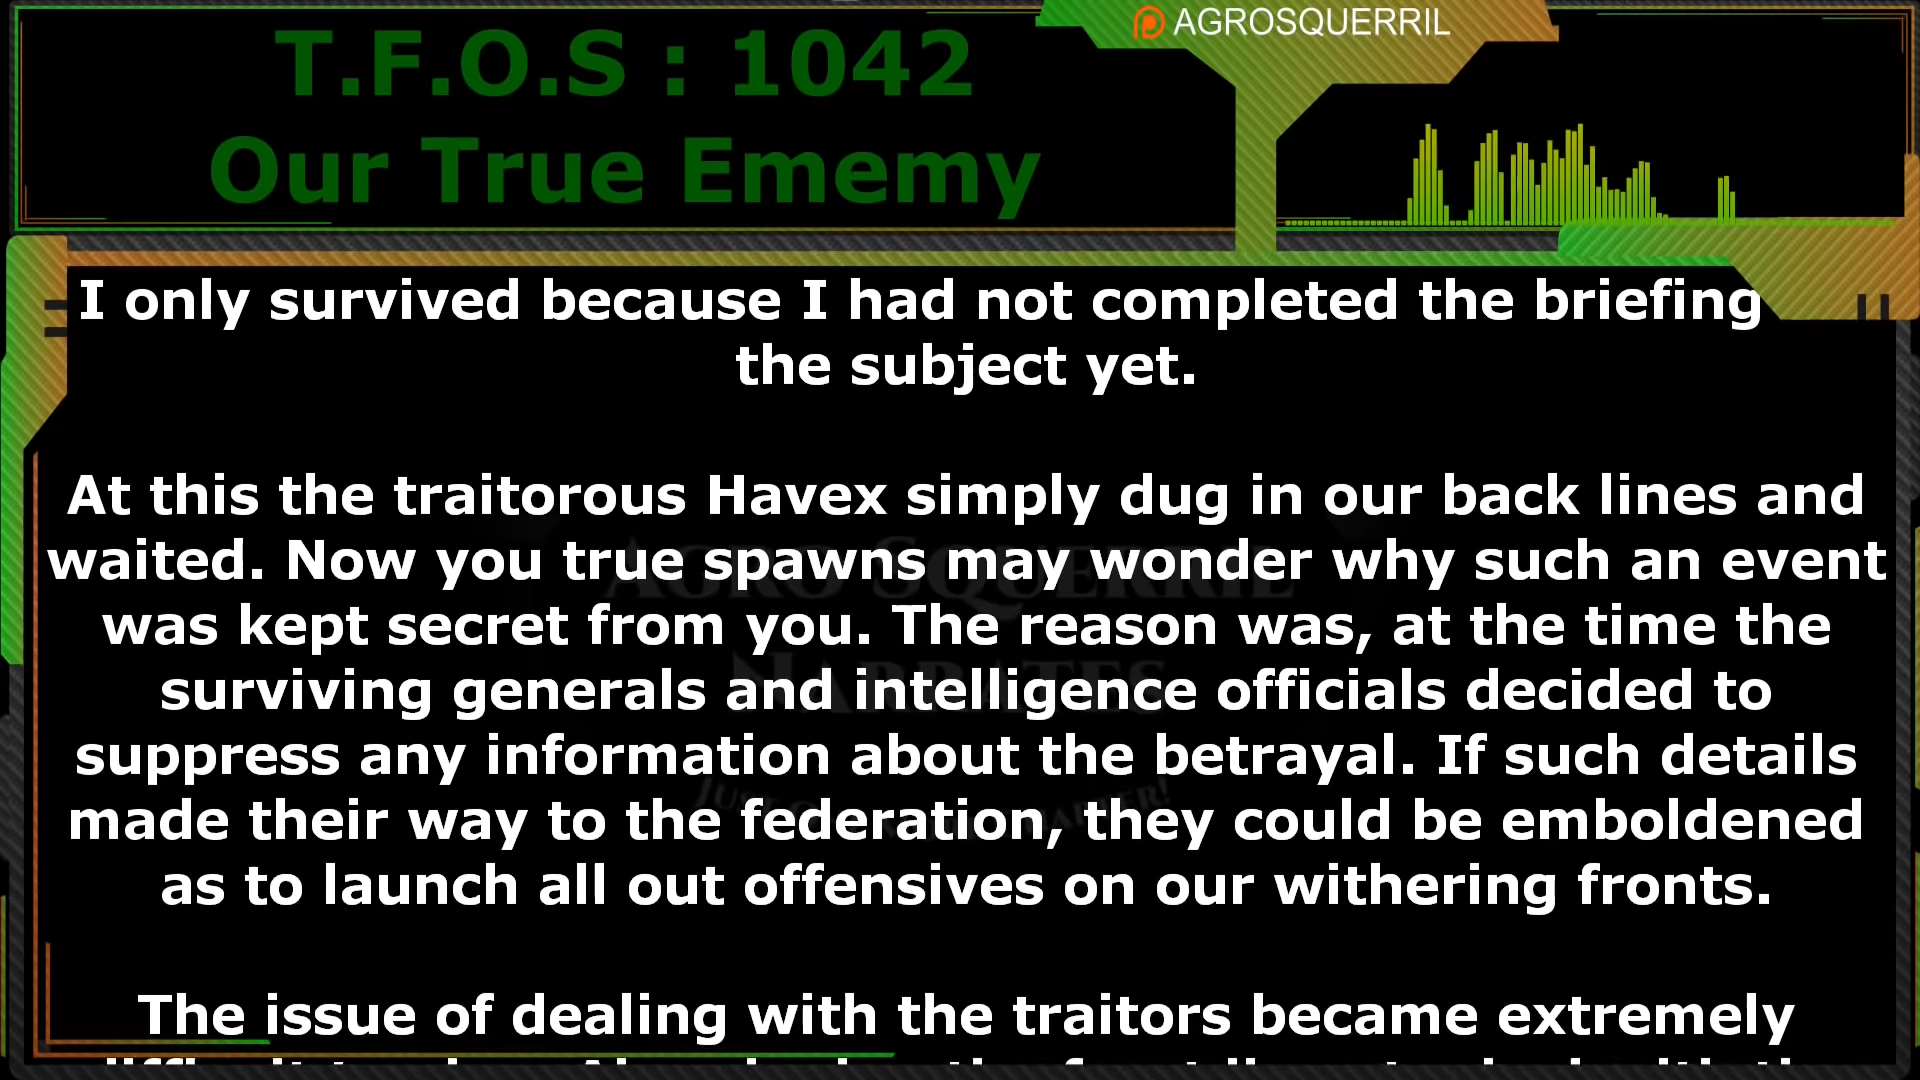 AGROSQUERRIL
T.F.O.S : 1042
Our True Ememy
I only survived because I had not completed the briefing
the subject yet.
At this the traitorous Havex simply dug in our back lines and
waited. Now you true spawns may wonder why such an event
was kept secret from you. The reason was, at the time the
surviving generals and intelligence officials decided to
suppress any information about the betrayal. If such details
made their way to the federation, they could be emboldened
as to launch all out offensives on our withering fronts.
The issue of dealing with the traitors became extremely
AGRO SQUERRIL
NARRATES